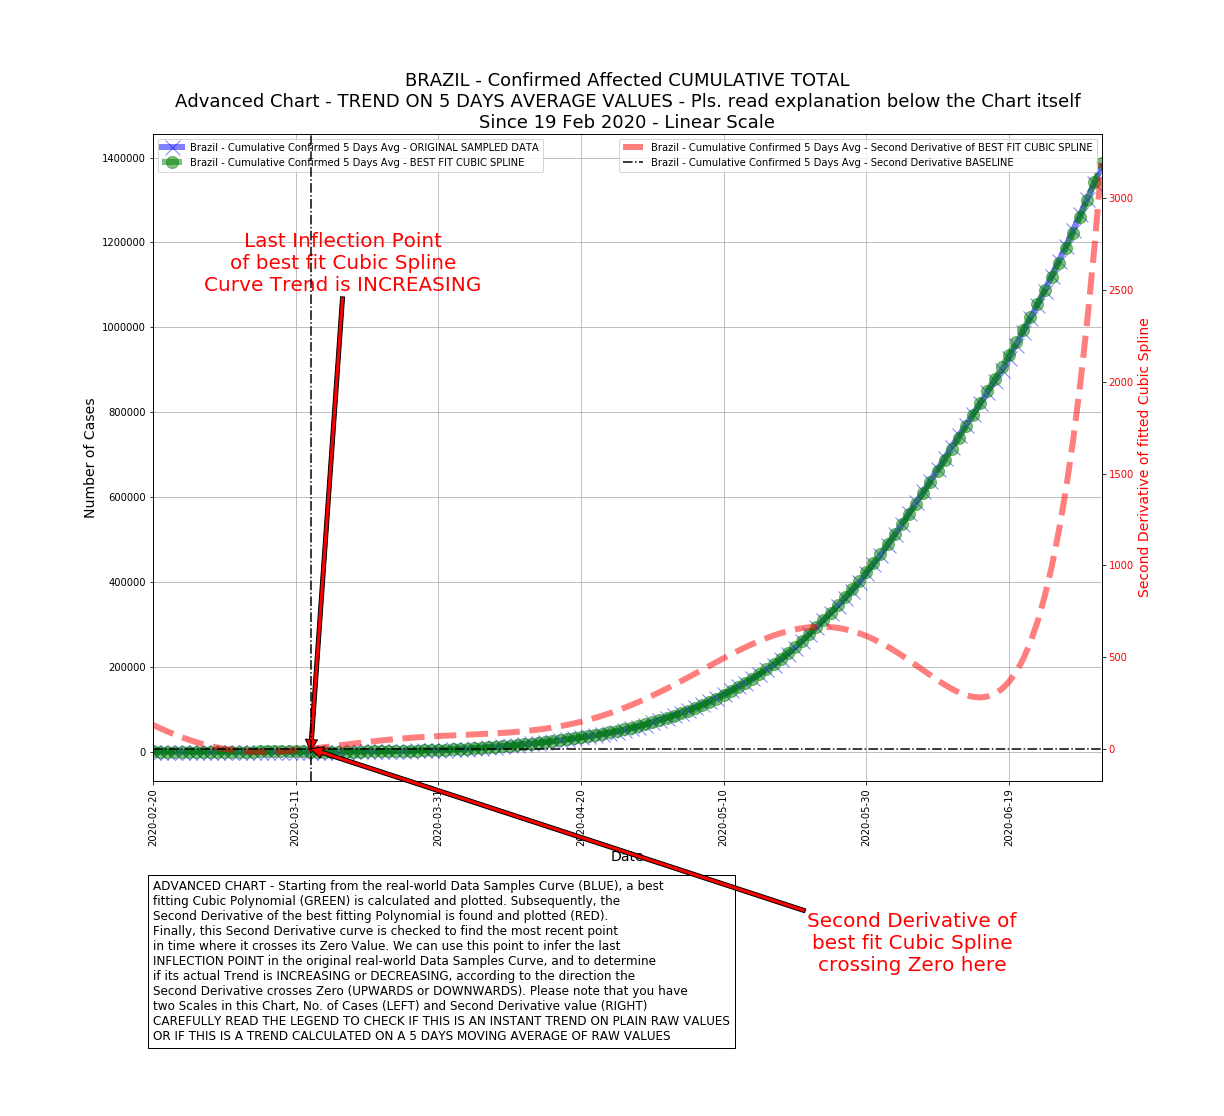 BRAZIL - Confirmed Affected CUMULATIVE TOTAL
Advanced Chart - TREND ON 5 DAYS AVERAGE VALUES - Pls. read explanation below the Chart itself
Since 19 Feb 2020 - Linear Scale
Brazil - Cumulative Confirmed 5 Days Avg - ORIGINAL SAMPLED DATA
Brazil - Cumulative Confirmed 5 Days Avg - BEST FIT CUBIC SPLINE
Brazil - Cumulative Confirmed 5 Days Avg - Second Derivative of BEST FIT CUBIC SPLINE
Brazil - Cumulative Confirmed 5 Days Avg - Second Derivative BASELINE
Last Inflection Point
of best fit Cubic Spline
Curve Trend is INCREASING
Number of Cases
1400000
1200000
1000000
800000
600000
400000
200000
0
3000
2500
2000
1500
1000
500
0
Second Derivative of fitted Cubic Spline
2020-02-20
2020-03-11
2020-03-31
2020-04-20
2020-05-10
2020-05-30
2020-06-19
Date
ADVANCED CHART - Starting from the real-world Data Samples Curve (BLUE), a best
fitting Cubic Polynomial (GREEN) is calculated and plotted. Subsequently, the
Second Derivative of the best fitting Polynomial is found and plotted (RED).
Finally, this Second Derivative curve is checked to find the most recent point
in time where it crosses its Zero Value. We can use this point to infer the last
INFLECTION POINT in the original real-world Data Samples Curve, and to determine
if its actual Trend is INCREASING or DECREASING, according to the direction the
Second Derivative crosses Zero (UPWARDS or DOWNWARDS). Please note that you have
two Scales in this Chart, No. of Cases (LEFT) and Second Derivative value (RIGHT)
CAREFULLY READ THE LEGEND TO CHECK IF THIS IS AN INSTANT TREND ON PLAIN RAW VALUES
OR IF THIS IS A TREND CALCULATED ON A 5 DAYS MOVING AVERAGE OF RAW VALUES
Second Derivative of
best fit Cubic Spline
crossing Zero here